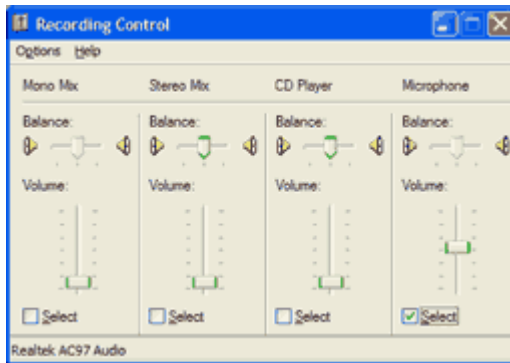 Recording Control
Options Help
Mono Mix Stereo Mix CD Player Microphone
Balance: Balance: Balance: Balance:
Volume: Volume: Volume: Volume:
Select Select Select Select
Realtek AC97 Audio